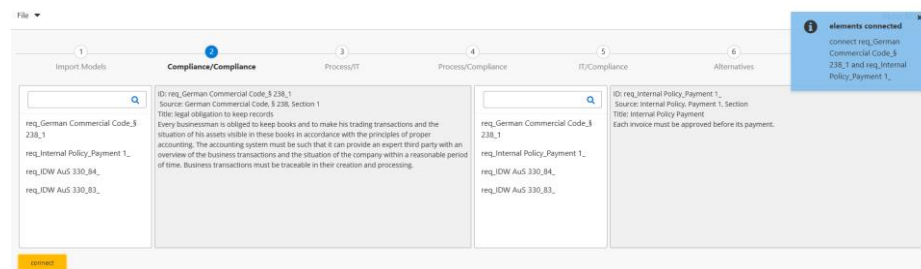 File
elements connected
connect req_German
Commercial Code_§
238_1 and req_Internal
Policy_Payment 1_
1
2
3
4
5
6
Import Models
Compliance/Compliance
Process/IT
Process/Compliance
IT/Compliance
Alternatives
req_German Commercial Code_§
238_1
req_Internal Policy_Payment 1_
req_IDW AuS 330_84_
req_IDW AuS 330_83_
ID: req_German Commercial Code_§ 238_1
Source: German Commercial Code, § 238, Section 1
Title: legal obligation to keep records
Every businessman is obliged to keep books and to make his trading transactions and the
situation of his assets visible in these books in accordance with the principles of proper
accounting. The accounting system must be such that it can provide an expert third party with an
overview of the business transactions and the situation of the company within a reasonable period
of time. Business transactions must be traceable in their creation and processing.
req_German Commercial Code_§
238_1
req_Internal Policy_Payment 1_
req_IDW AuS 330_84_
req_IDW AuS 330_83_
ID: req_Internal Policy_Payment 1_
Source: Internal Policy, Payment 1, Section
Title: Internal Policy Payment
Each invoice must be approved before its payment.
connect